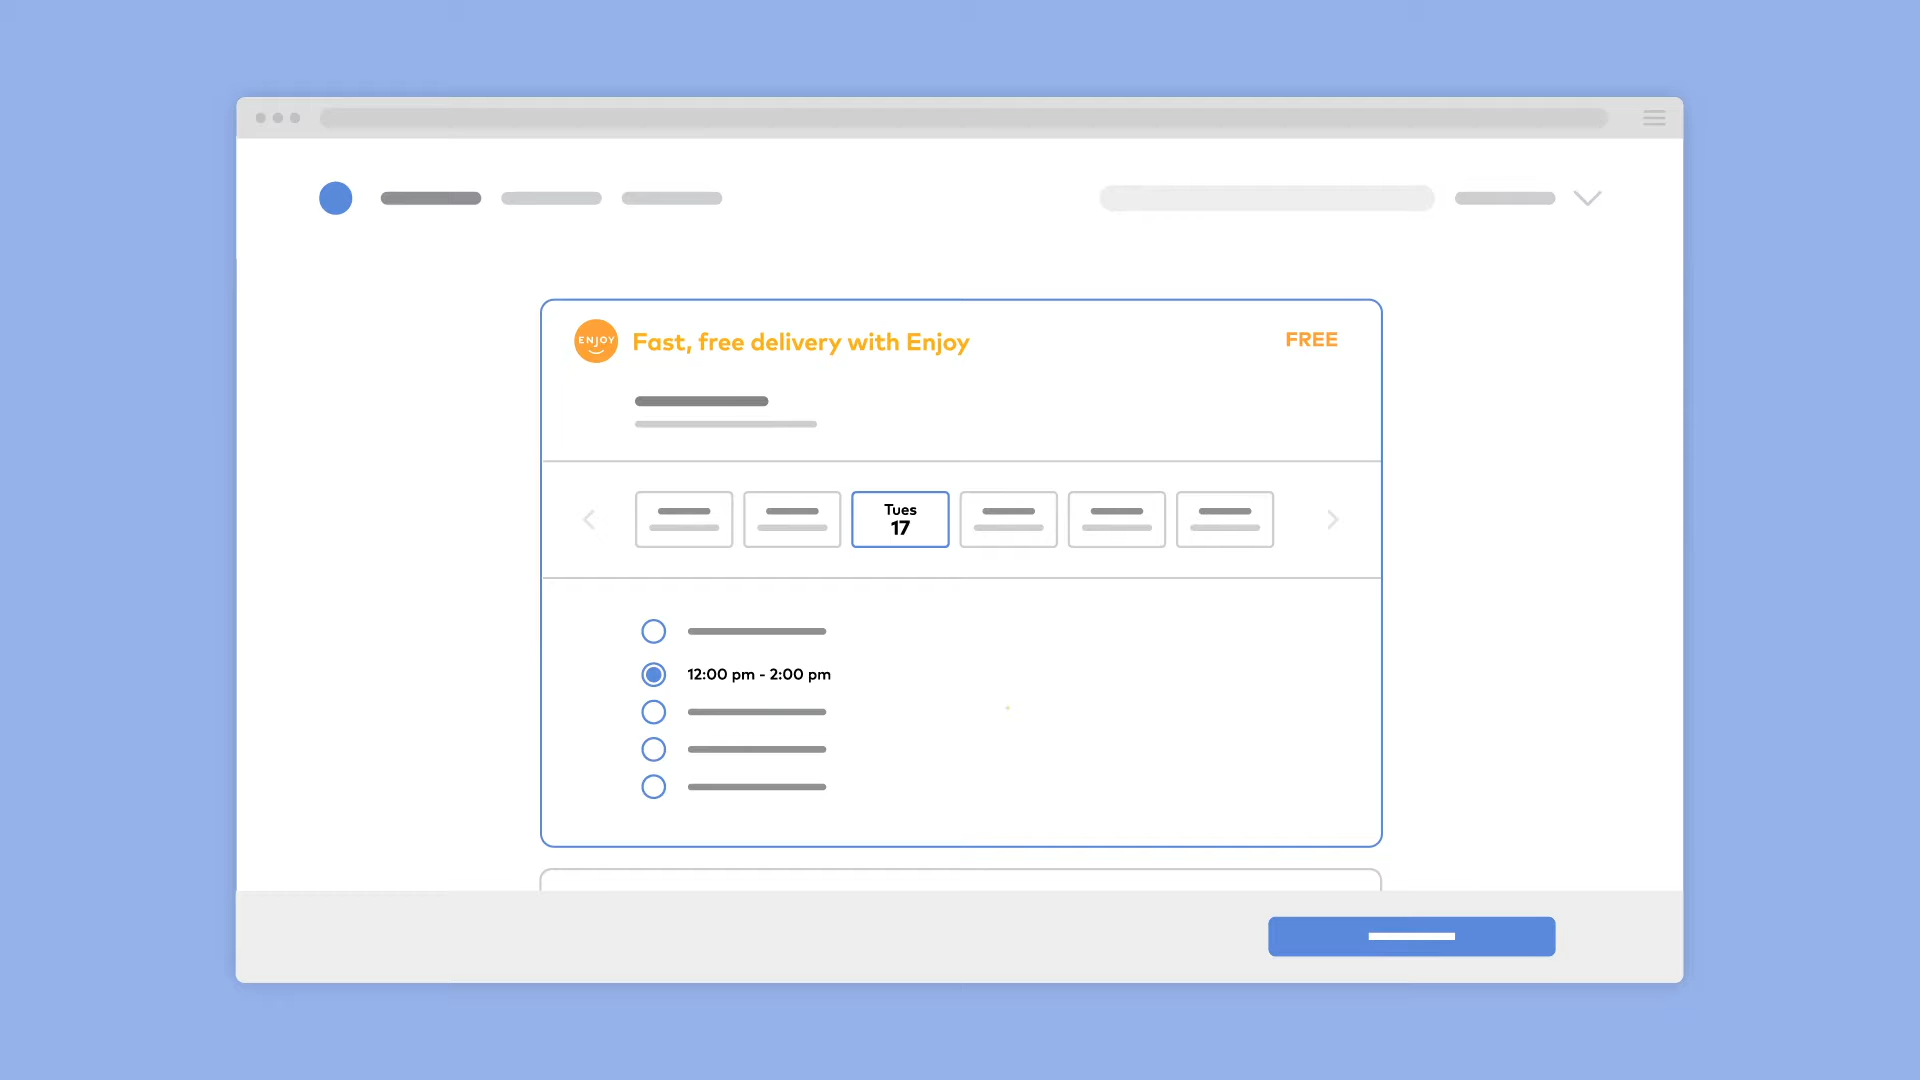 ENJOY
Fast, free delivery with Enjoy
FREE
Tues
17
12:00 pm - 2:00 pm